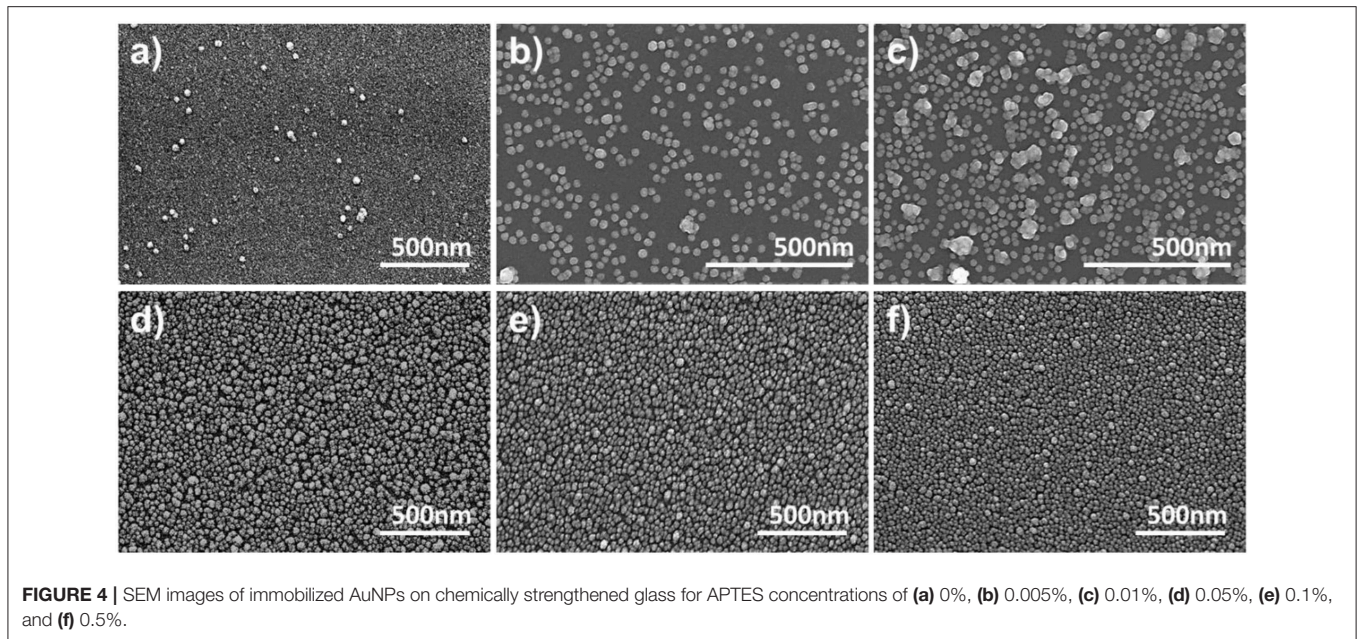 a) b) c)
500nm 500nm 500nm
d) e) f)
500nm 500nm 500nm
FIGURE 4 | SEM images of immobilized AuNPs on chemically strengthened glass for APTES concentrations of (a) 0%, (b) 0.005%, (c) 0.01%, (d) 0.05%, (e) 0.1%,
and (f) 0.5%.